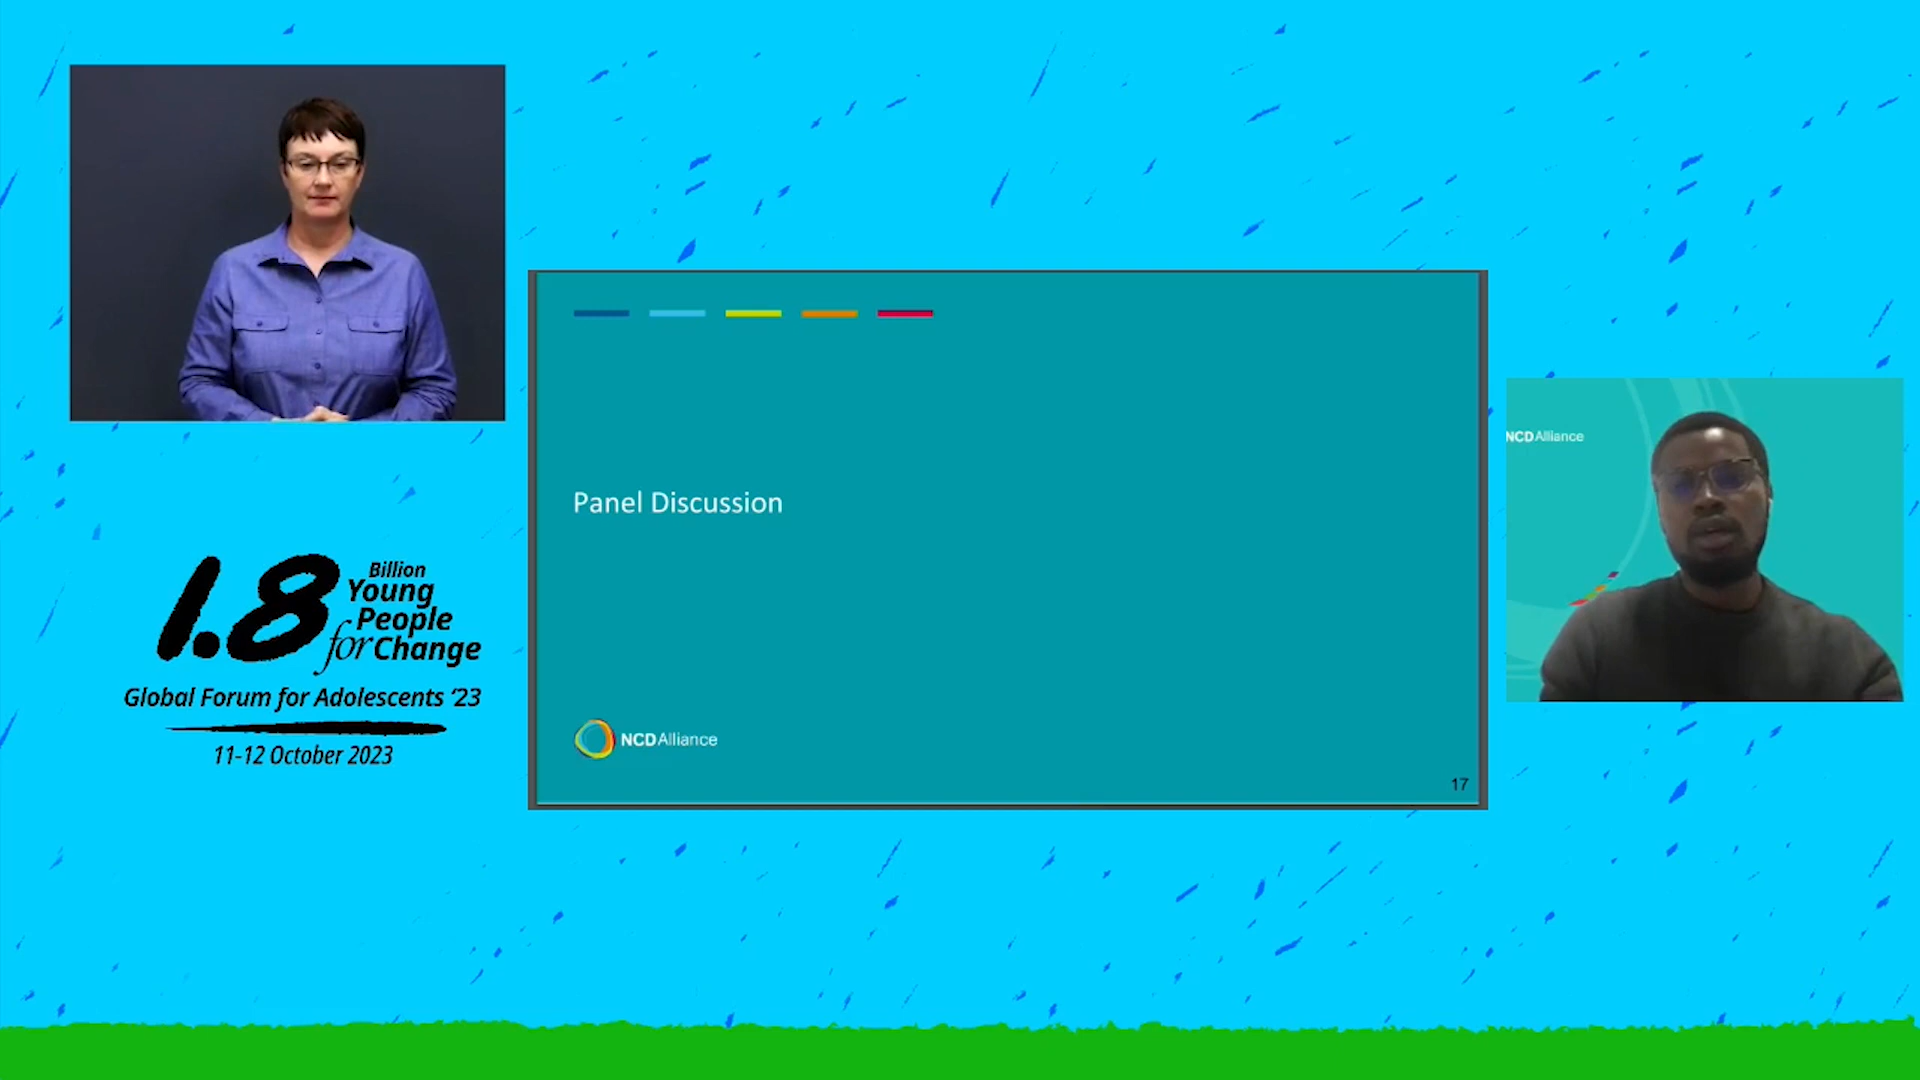 1.8 Billion
Young
People
for Change
Global Forum for Adolescents ‘23
11-12 October 2023
Panel Discussion
NCDAlliance
17
NCDAlliance